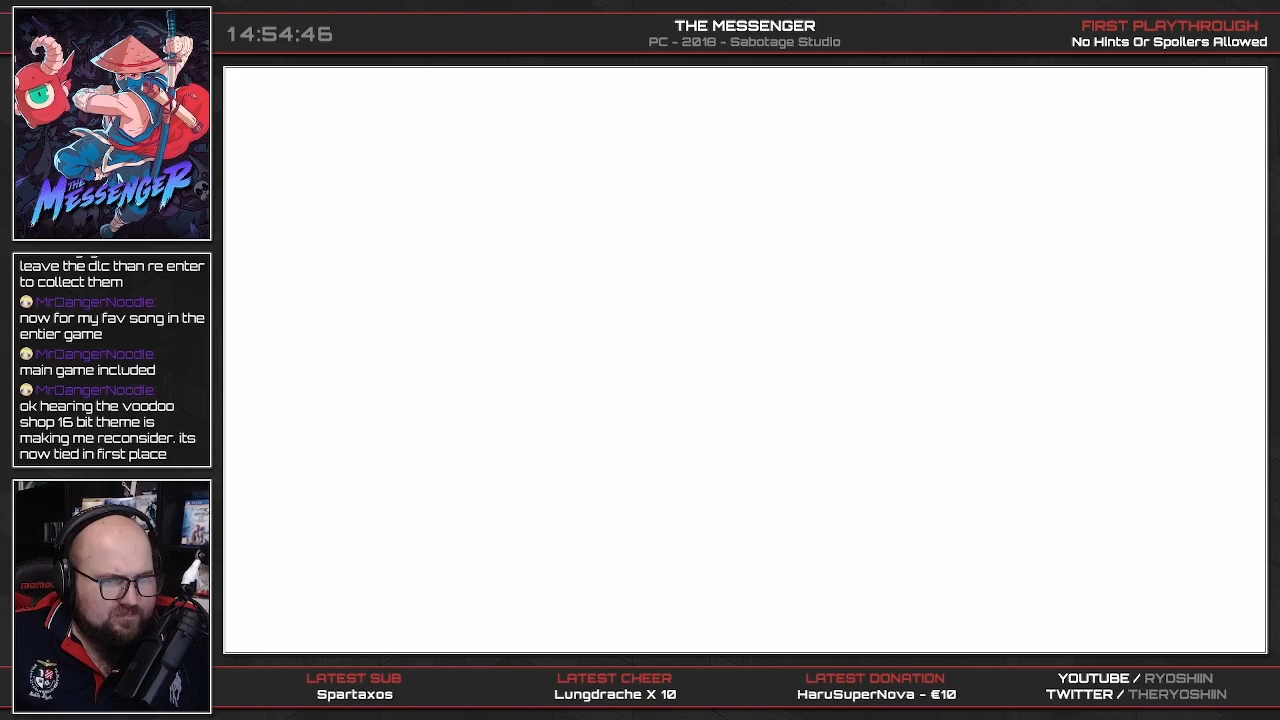 14:54:46
THE MESSENGER
PC - 2018 - Sabotage Studio
FIRST PLAYTHROUGH
No Hints Or Spoilers Allowed
THE
MESSENGER
leave the dlc than re enter
to collect them
MrDangerNoodle:
now for my fav song in the
entier game
MrDangerNoodle:
main game included
MrDangerNoodle:
ok hearing the voodoo
shop 16 bit theme is
making me reconsider. its
now tied in first place
LATEST SUB
Spartaxos
LATEST CHEER
Lungdrache X 10
LATEST DONATION
HaruSuperNova - €10
YOUTUBE / RYOSHIIN
TWITTER / THERYOSHIIN